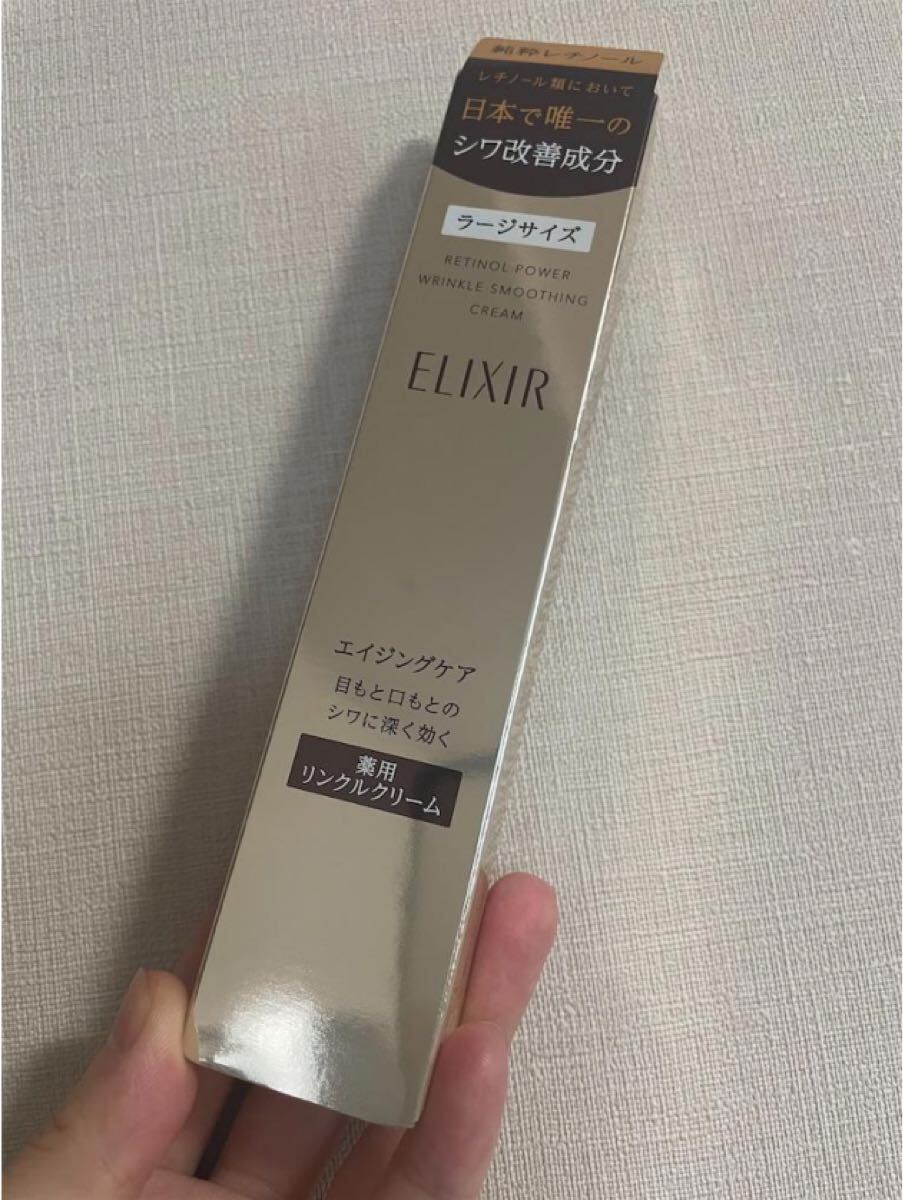 純粋レチノール
レチノール類において
日本で唯一の
シワ改善成分
ラージサイズ
RETINOL POWER
WRINKLE SMOOTHING
CREAM
ELIXIR
エイジングケア
目もと口もとの
シワに深く効く
薬用
リンクルクリーム